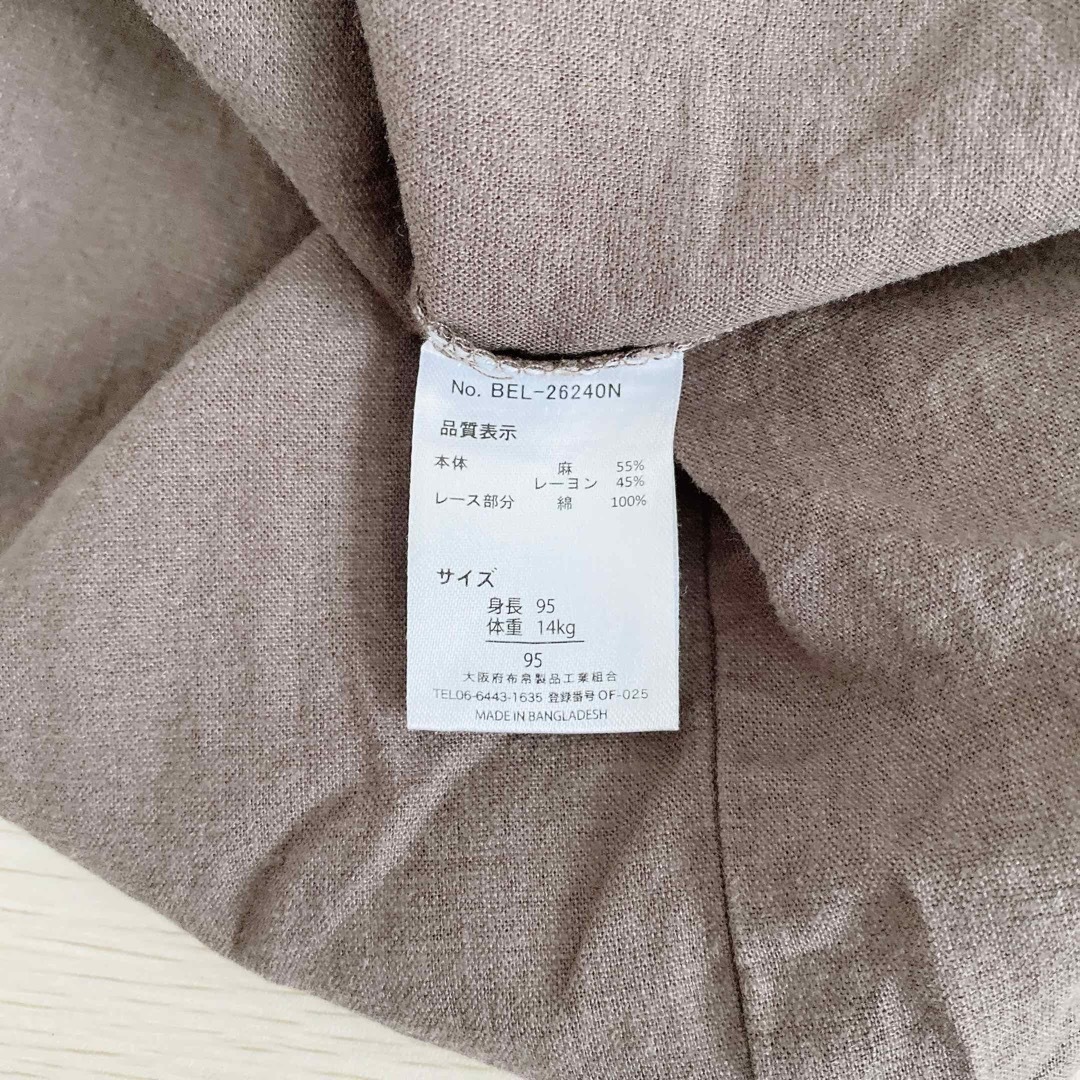 No. BEL-26240N
品質表示
本体 麻 55%
レーヨン 45%
レース部分 綿 100%
サイズ
身長 95
体重 14kg
95
大阪府布帛製品工業組合
TEL06-6443-1635 登録番号OF-025
MADE IN BANGLADESH